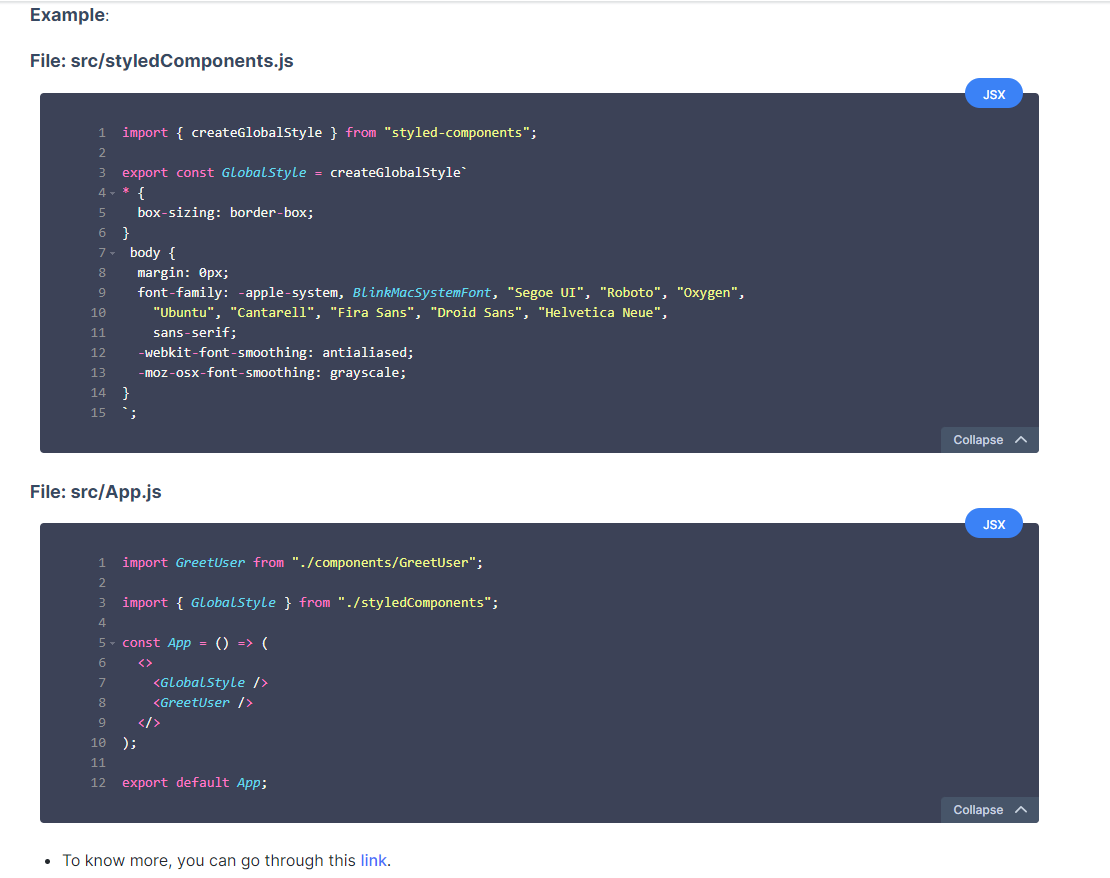 Example:
File: src/styledComponents.js
JSX
1 import { createGlobalStyle } from "styled-components";
2
3 export const GlobalStyle = createGlobalStyle`
4 * {
5   box-sizing: border-box;
6 }
7  body {
8   margin: 0px;
9   font-family: -apple-system, BlinkMacSystemFont, "Segoe UI", "Roboto", "Oxygen",
10     "Ubuntu", "Cantarell", "Fira Sans", "Droid Sans", "Helvetica Neue",
11     sans-serif;
12   -webkit-font-smoothing: antialiased;
13   -moz-osx-font-smoothing: grayscale;
14 }
15 `;
Collapse
File: src/App.js
JSX
1 import GreetUser from "./components/GreetUser";
2
3 import { GlobalStyle } from "./styledComponents";
4
5 const App = () => (
6   <>
7     <GlobalStyle />
8     <GreetUser />
9   </>
10 );
11
12 export default App;
Collapse
• To know more, you can go through this link.